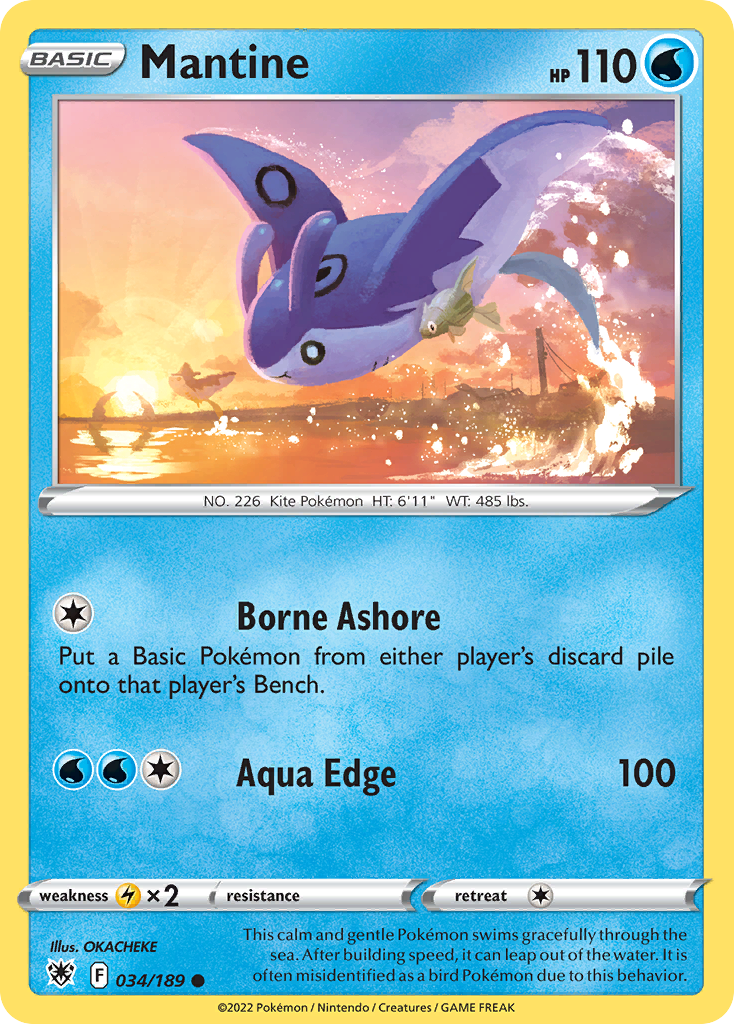 BASIC Mantine HP 110
NO. 226 Kite Pokémon HT: 6'11" WT: 485 lbs.
Borne Ashore
Put a Basic Pokémon from either player's discard pile
onto that player's Bench.
Aqua Edge 100
weakness ×2 resistance retreat
Illus. OKACHEKE
This calm and gentle Pokémon swims gracefully through the
sea. After building speed, it can leap out of the water. It is
often misidentified as a bird Pokémon due to this behavior.
F 034/189
©2022 Pokémon / Nintendo / Creatures / GAME FREAK